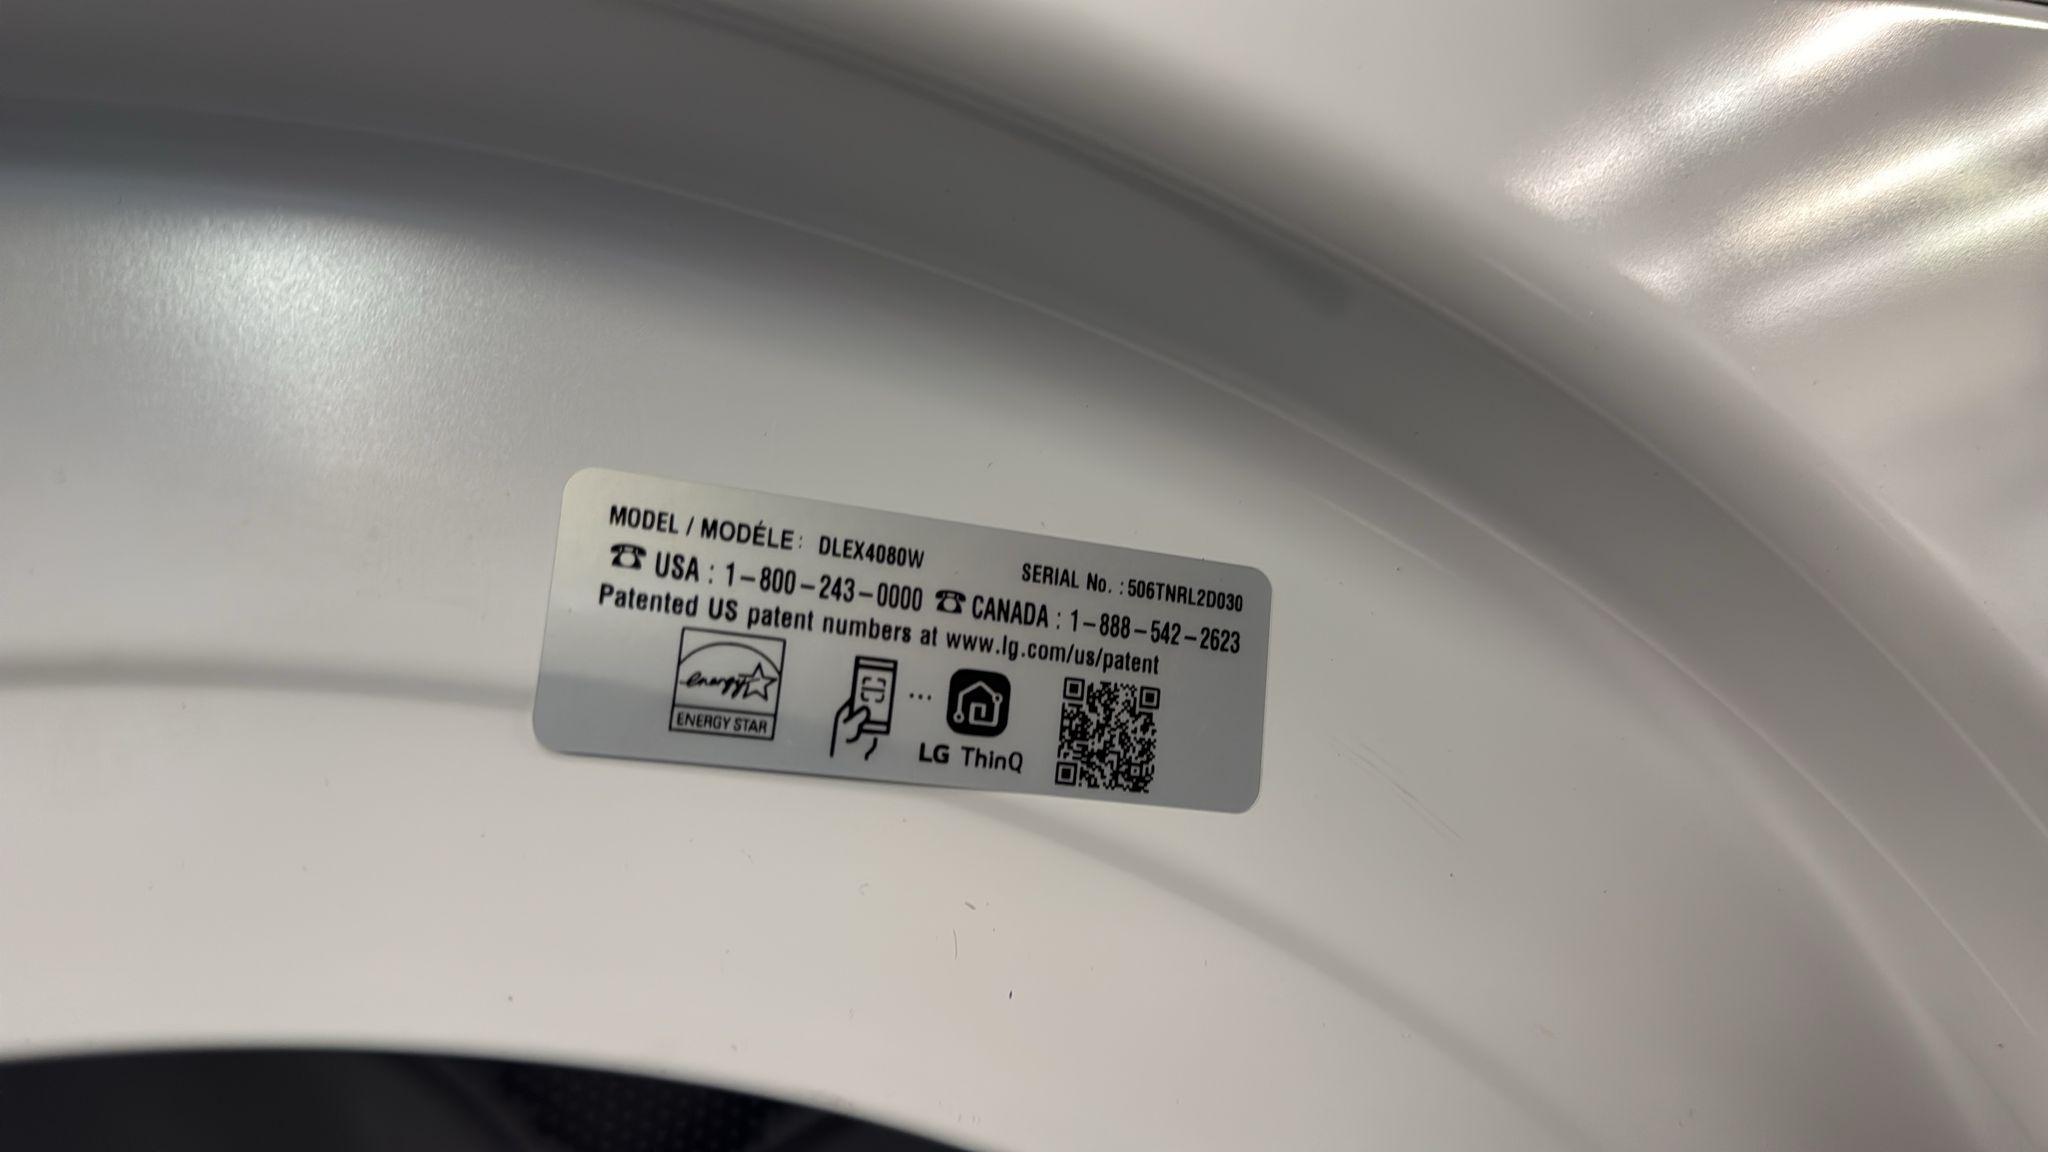 MODEL / MODÉLE : DLEX4080W SERIAL No. : 506TNRL2D030
☎ USA : 1-800-243-0000 ☎ CANADA : 1-888-542-2623
Patented US patent numbers at www.lg.com/us/patent
energy
ENERGY STAR
LG ThinQ